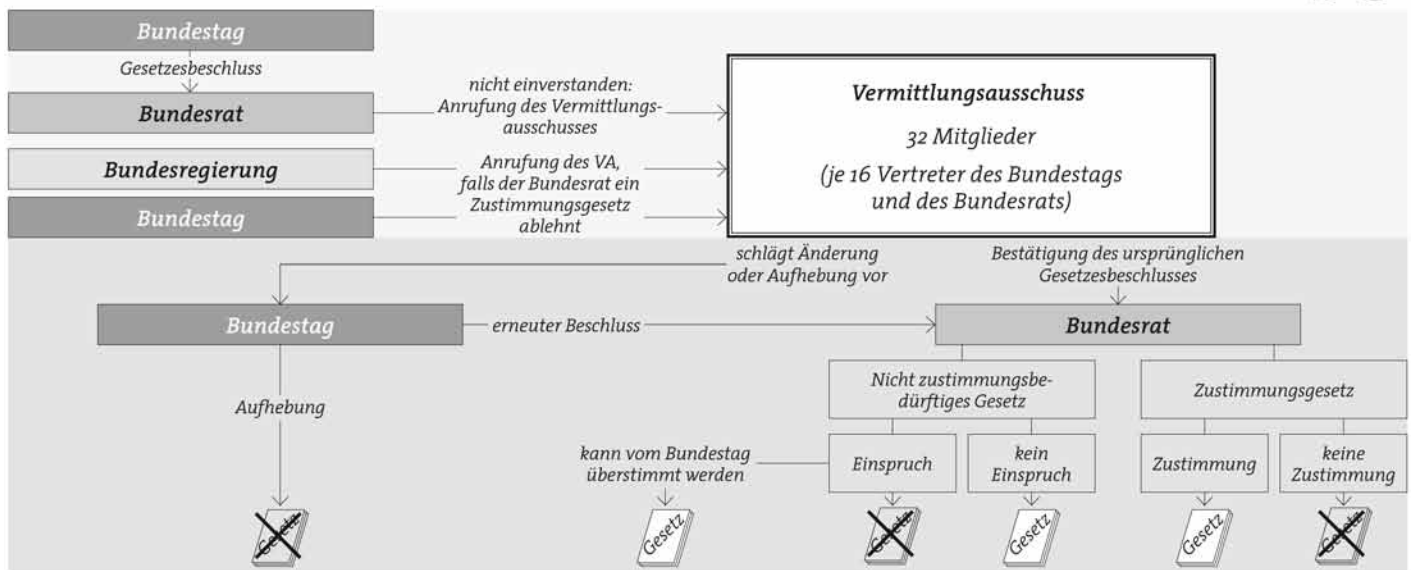 Bundestag
Gesetzesbeschluss
Bundesrat
nicht einverstanden:
Anrufung des Vermittlungs-
ausschusses
Bundesregierung
Anrufung des VA,
falls der Bundesrat ein
Zustimmungsgesetz
ablehnt
Bundestag
Vermittlungsausschuss
32 Mitglieder
(je 16 Vertreter des Bundestags
und des Bundesrats)
schlägt Änderung
oder Aufhebung vor
Bestätigung des ursprünglichen
Gesetzesbeschlusses
Bundestag
erneuter Beschluss
Bundesrat
Aufhebung
Nicht zustimmungsbe-
dürftiges Gesetz
Zustimmungsgesetz
kann vom Bundestag
überstimmt werden
Einspruch
kein
Einspruch
Zustimmung
keine
Zustimmung
Gesetz
Gesetz
Gesetz
Gesetz
Gesetz
Gesetz